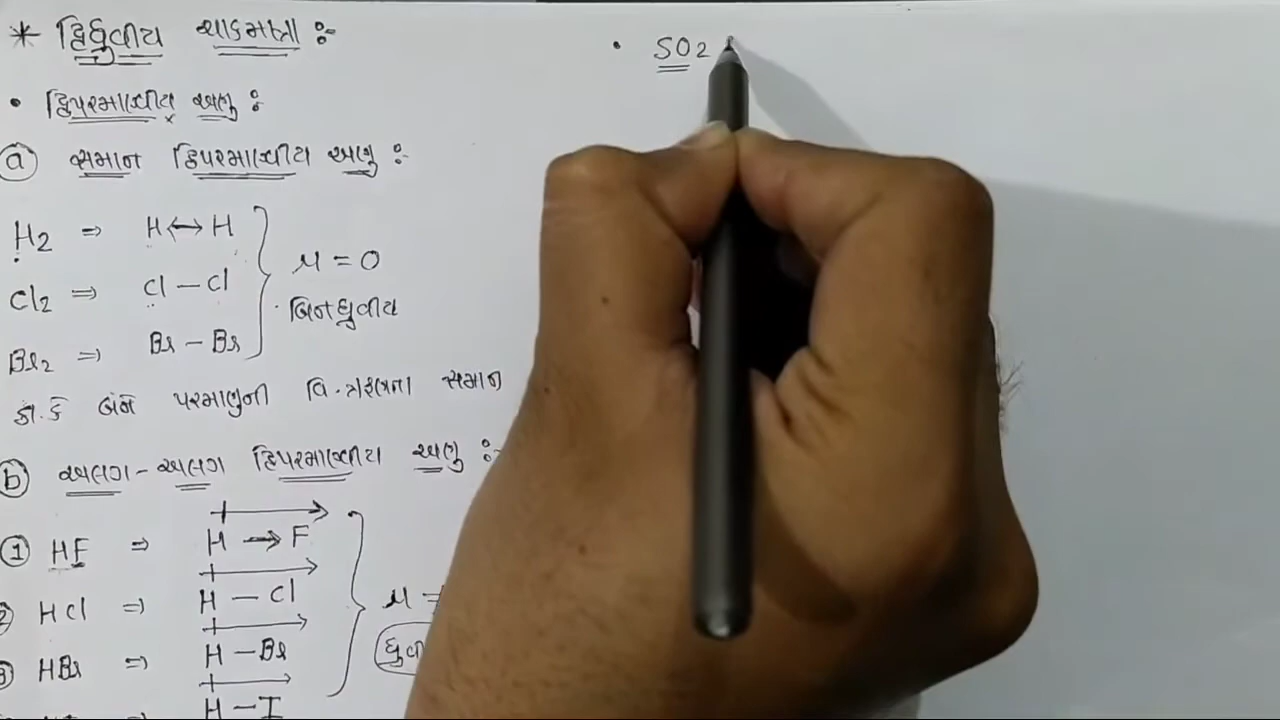 * દ્વિધ્રુવીય ચાકમાત્રા :-
• દ્વિપરમાણ્વીય અણુ :
(a) સમાન દ્વિપરમાણ્વીય અણુ :-
H2 ⇒ H ↔ H
Cl2 ⇒ Cl – Cl
Br2 ⇒ Br – Br
μ = 0
બિનધ્રુવીય
કા.કે બંને પરમાણુની વિ. સમાન
(b) અલગ-અલગ દ્વિપરમાણ્વીય અણુ :-
(1) HF ⇒ H → F
(2) HCl ⇒ H – Cl
(3) HBr ⇒ H – Br
H – I
μ =
• SO2